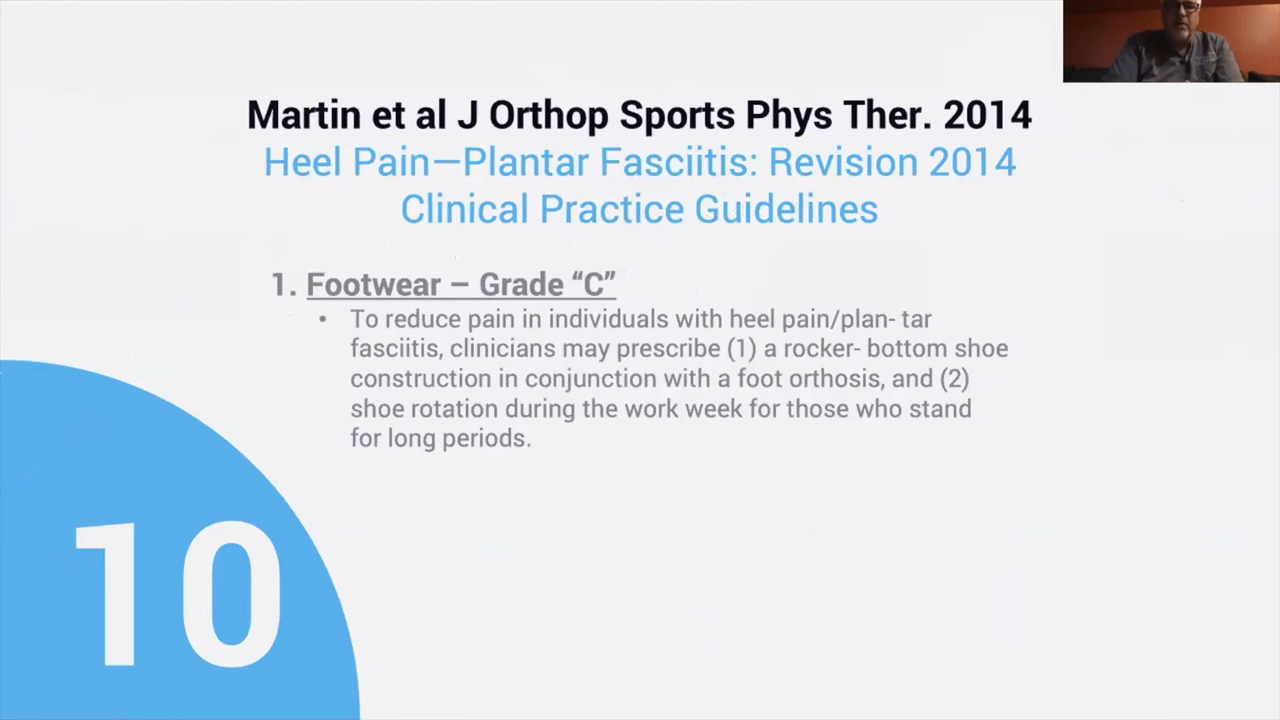 Martin et al J Orthop Sports Phys Ther. 2014
Heel Pain—Plantar Fasciitis: Revision 2014
Clinical Practice Guidelines
1. Footwear – Grade “C”
• To reduce pain in individuals with heel pain/plan- tar
fasciitis, clinicians may prescribe (1) a rocker- bottom shoe
construction in conjunction with a foot orthosis, and (2)
shoe rotation during the work week for those who stand
for long periods.
10